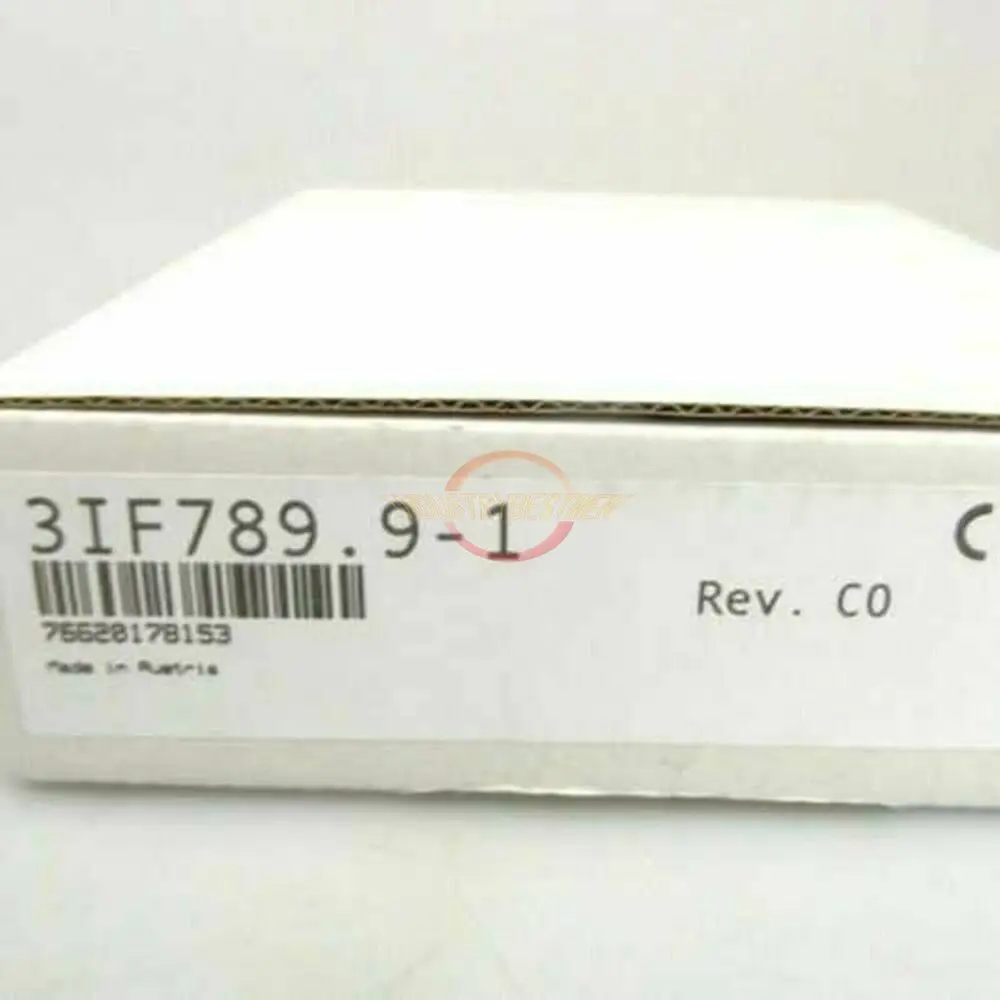 3IF789.9-1
Rev. C0
76620178153
Made in Austria